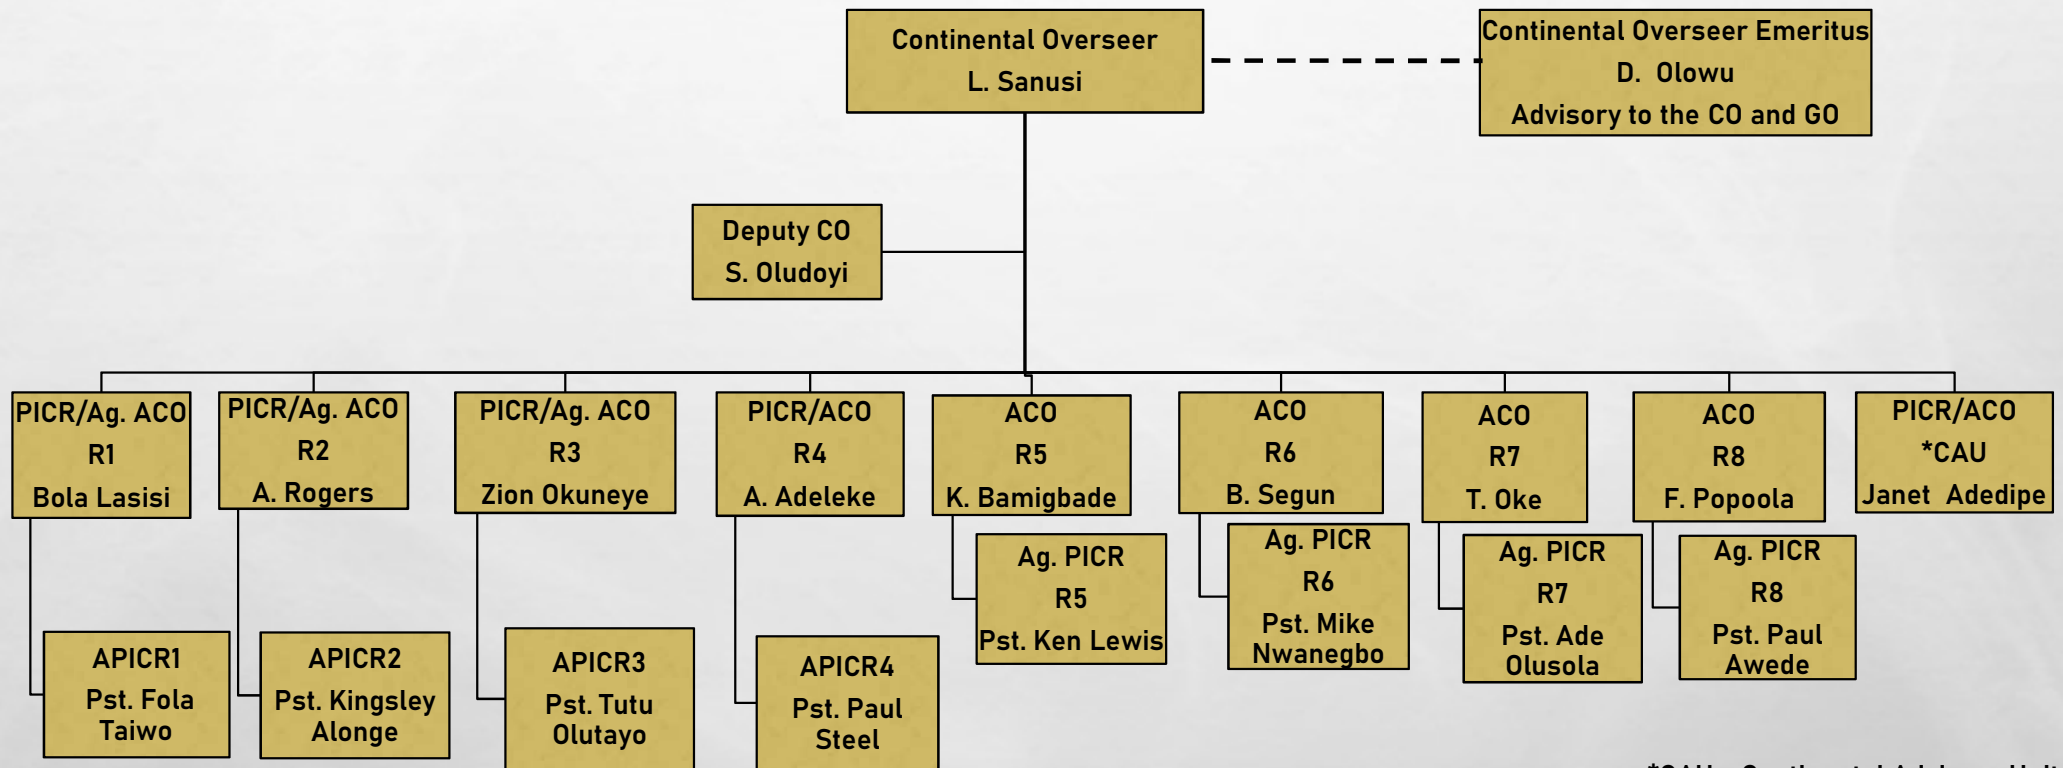 Continental Overseer
L. Sanusi
Continental Overseer Emeritus
D. Olowu
Advisory to the CO and GO
Deputy CO
S. Oludoyi
PICR/Ag. ACO
R1
Bola Lasisi
PICR/Ag. ACO
R2
A. Rogers
PICR/Ag. ACO
R3
Zion Okuneye
PICR/ACO
R4
A. Adeleke
ACO
R5
K. Bamigbade
ACO
R6
B. Segun
ACO
R7
T. Oke
ACO
R8
F. Popoola
PICR/ACO
*CAU
Janet Adedipe
Ag. PICR
R5
Pst. Ken Lewis
Ag. PICR
R6
Pst. Mike
Nwanegbo
Ag. PICR
R7
Pst. Ade
Olusola
Ag. PICR
R8
Pst. Paul
Awede
APICR1
Pst. Fola
Taiwo
APICR2
Pst. Kingsley
Alonge
APICR3
Pst. Tutu
Olutayo
APICR4
Pst. Paul
Steel